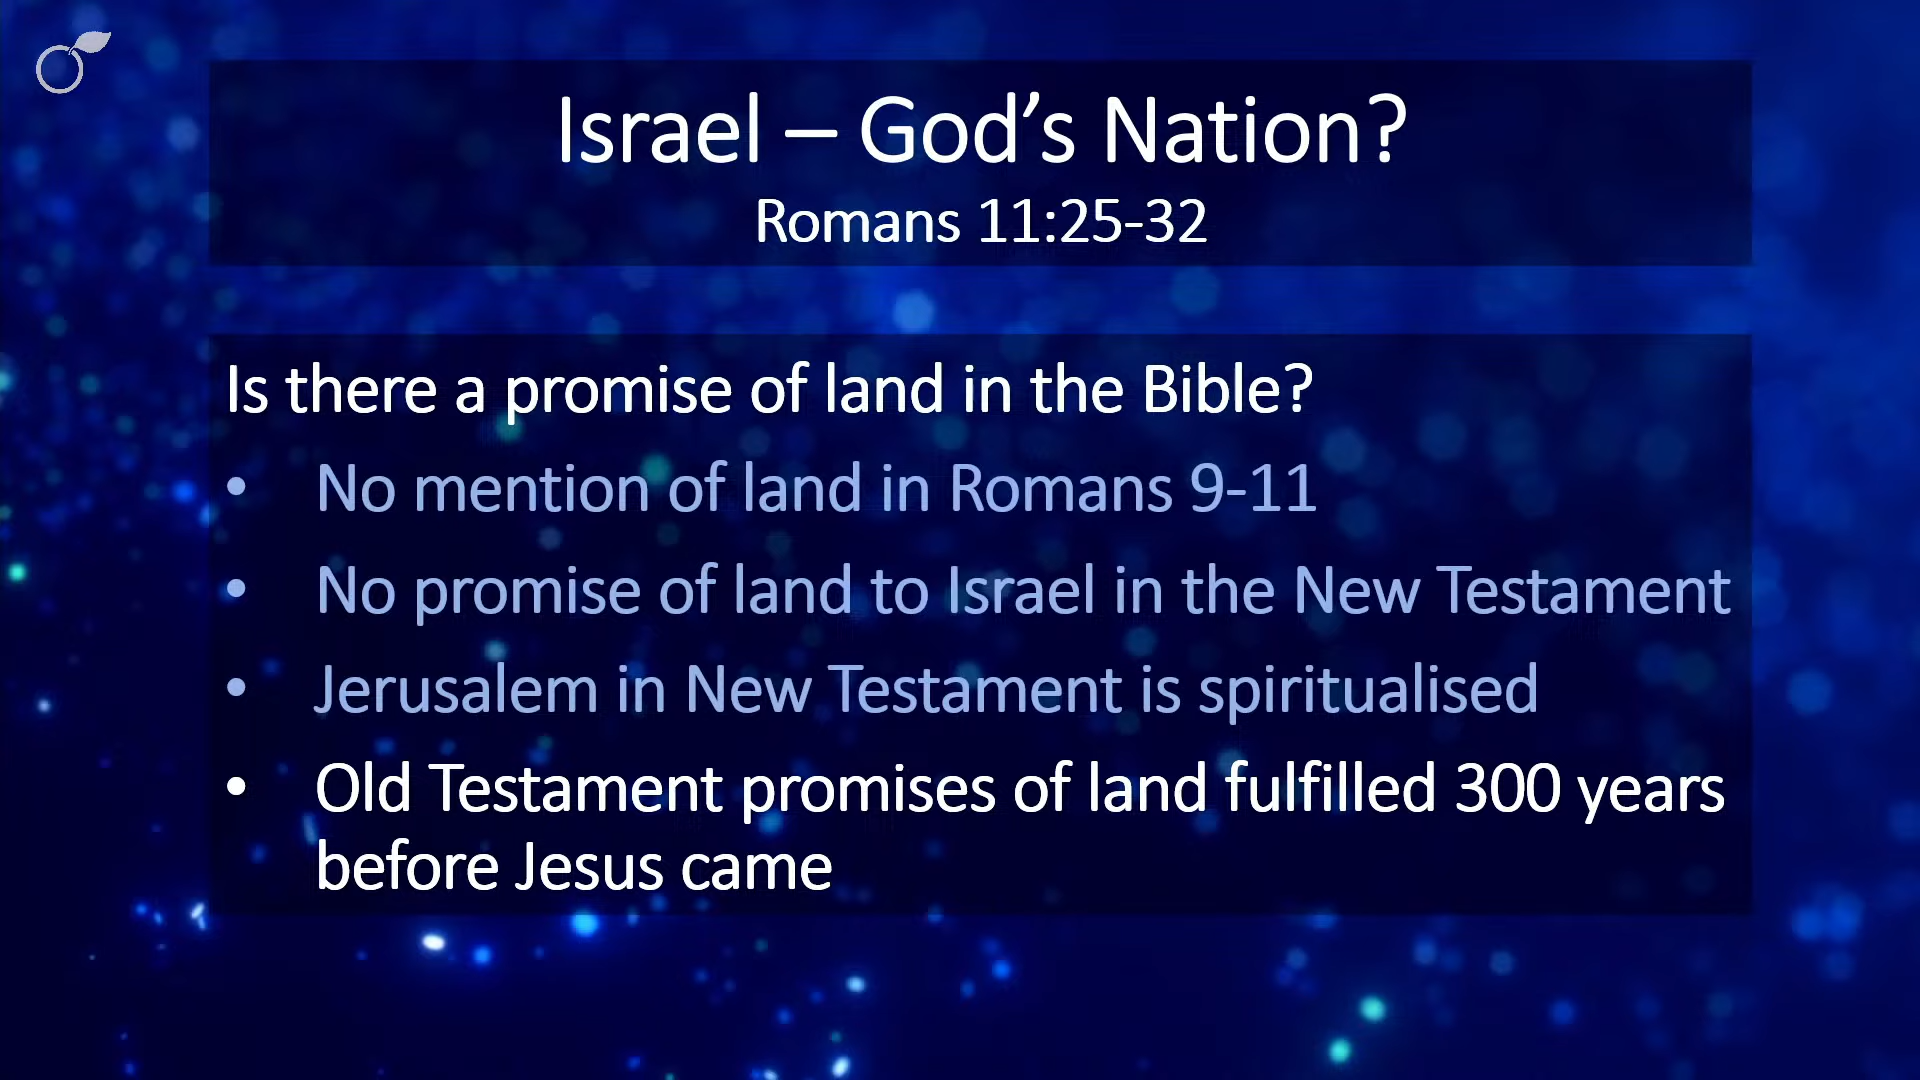 Israel – God’s Nation?
Romans 11:25-32
Is there a promise of land in the Bible?
• No mention of land in Romans 9-11
• No promise of land to Israel in the New Testament
• Jerusalem in New Testament is spiritualised
• Old Testament promises of land fulfilled 300 years
before Jesus came